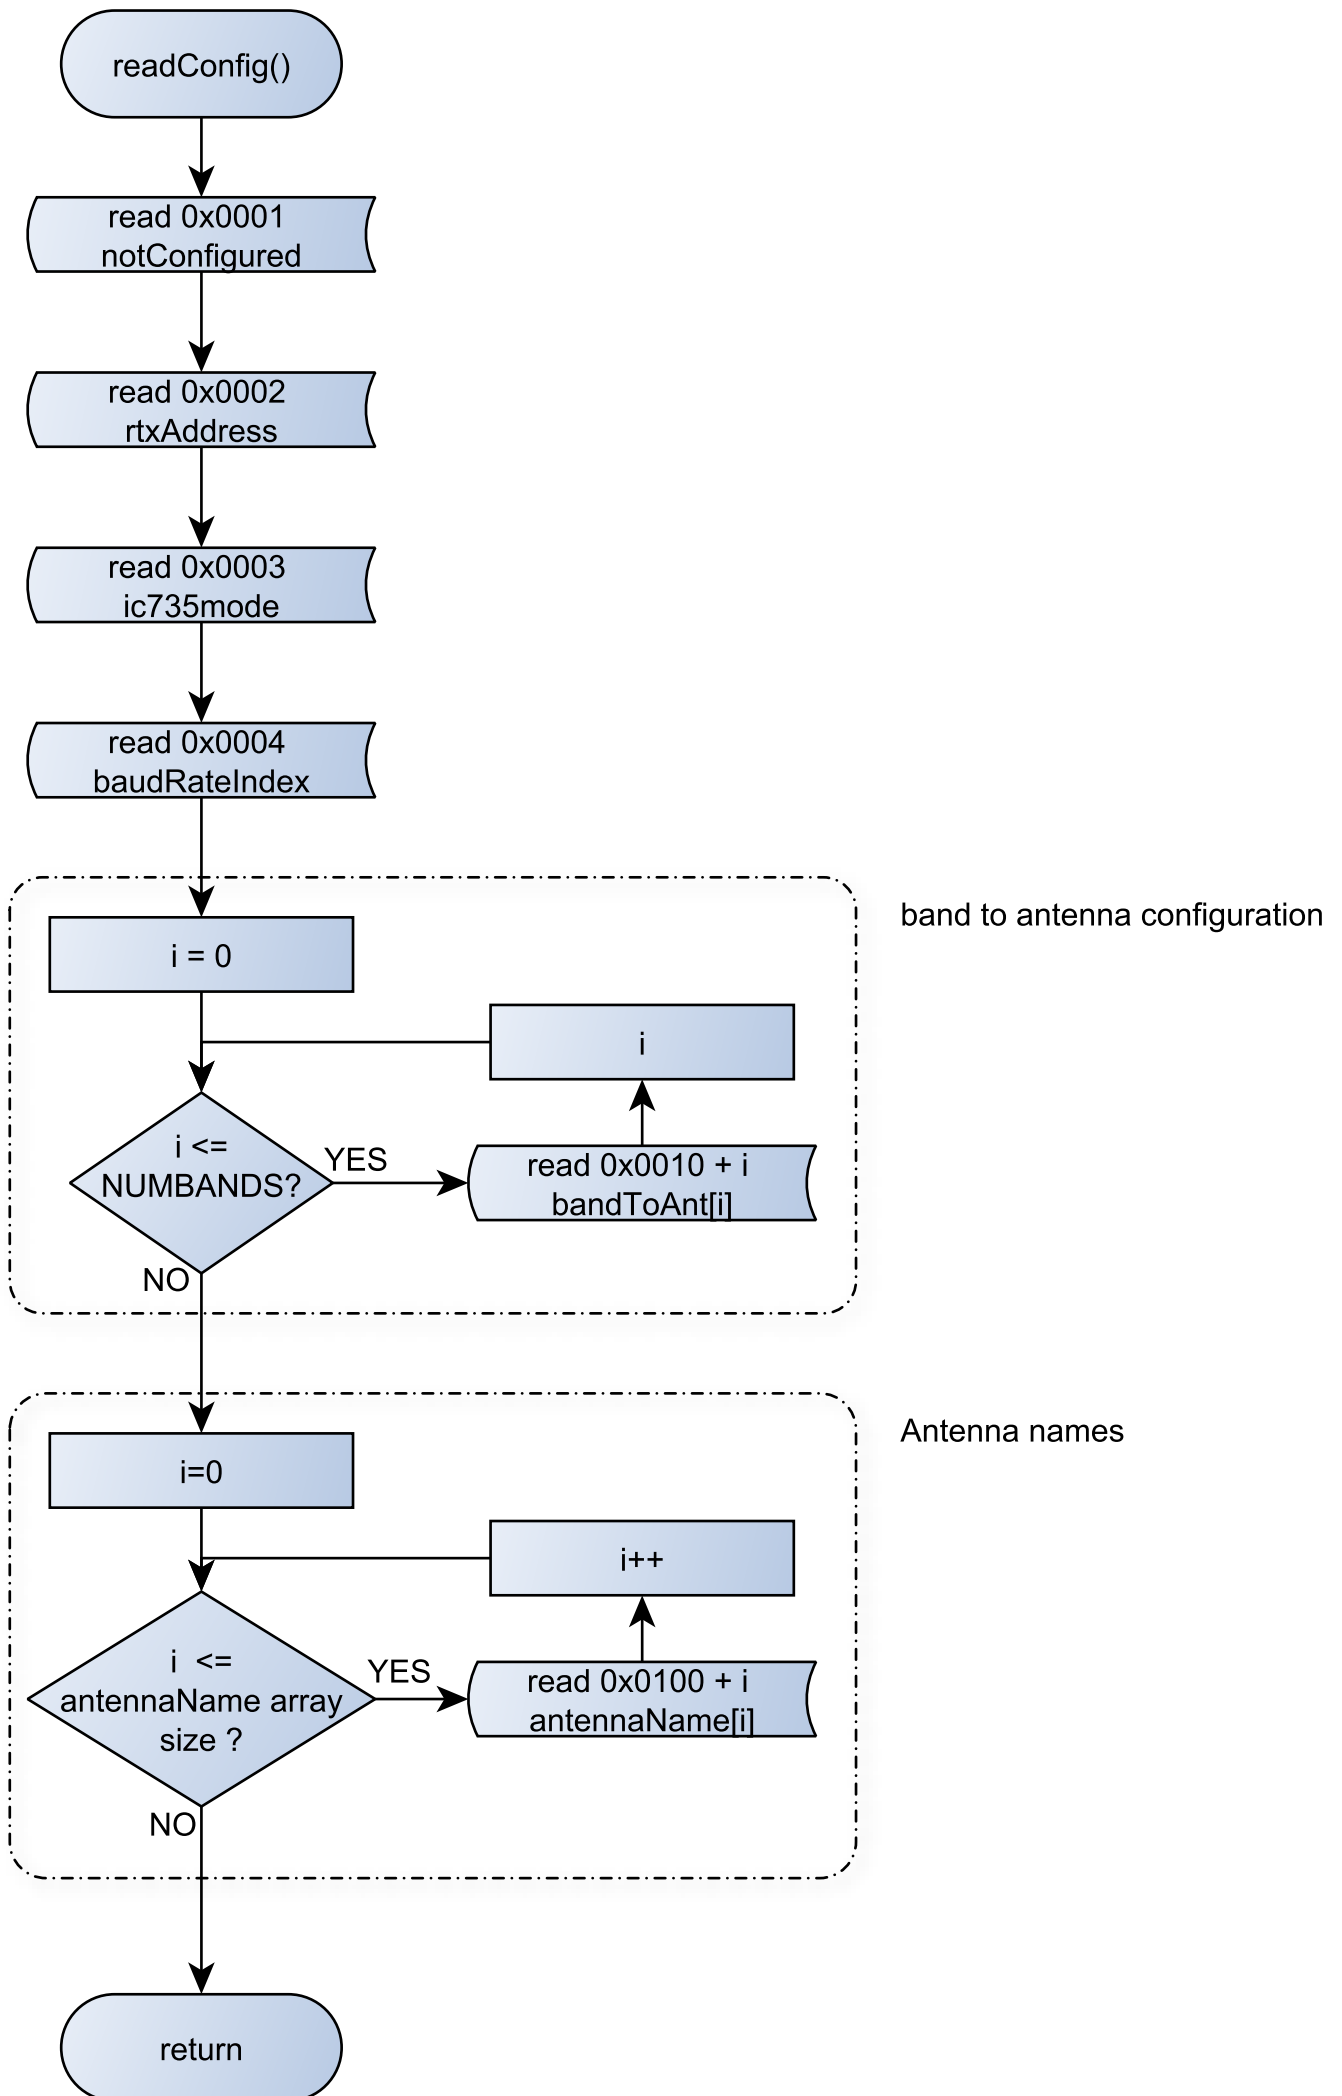 readConfig()
read 0x0001
notConfigured
read 0x0002
rtxAddress
read 0x0003
ic735mode
read 0x0004
baudRateIndex
band to antenna configuration
i = 0
i
i <=
NUMBANDS?
YES
read 0x0010 + i
bandToAnt[i]
NO
Antenna names
i=0
i++
i  <=
antennaName array
size ?
YES
read 0x0100 + i
antennaName[i]
NO
return